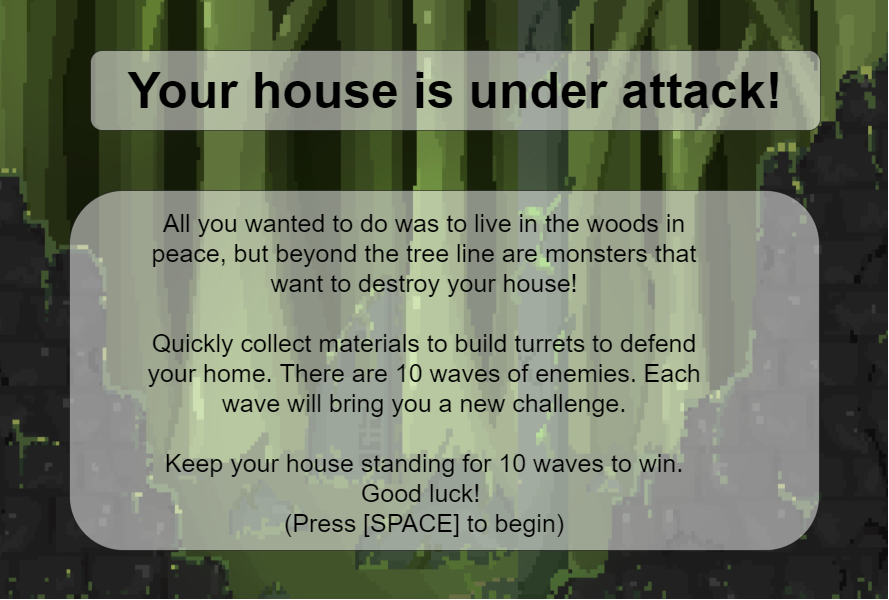 Your house is under attack!
All you wanted to do was to live in the woods in
peace, but beyond the tree line are monsters that
want to destroy your house!
Quickly collect materials to build turrets to defend
your home. There are 10 waves of enemies. Each
wave will bring you a new challenge.
Keep your house standing for 10 waves to win.
Good luck!
(Press [SPACE] to begin)